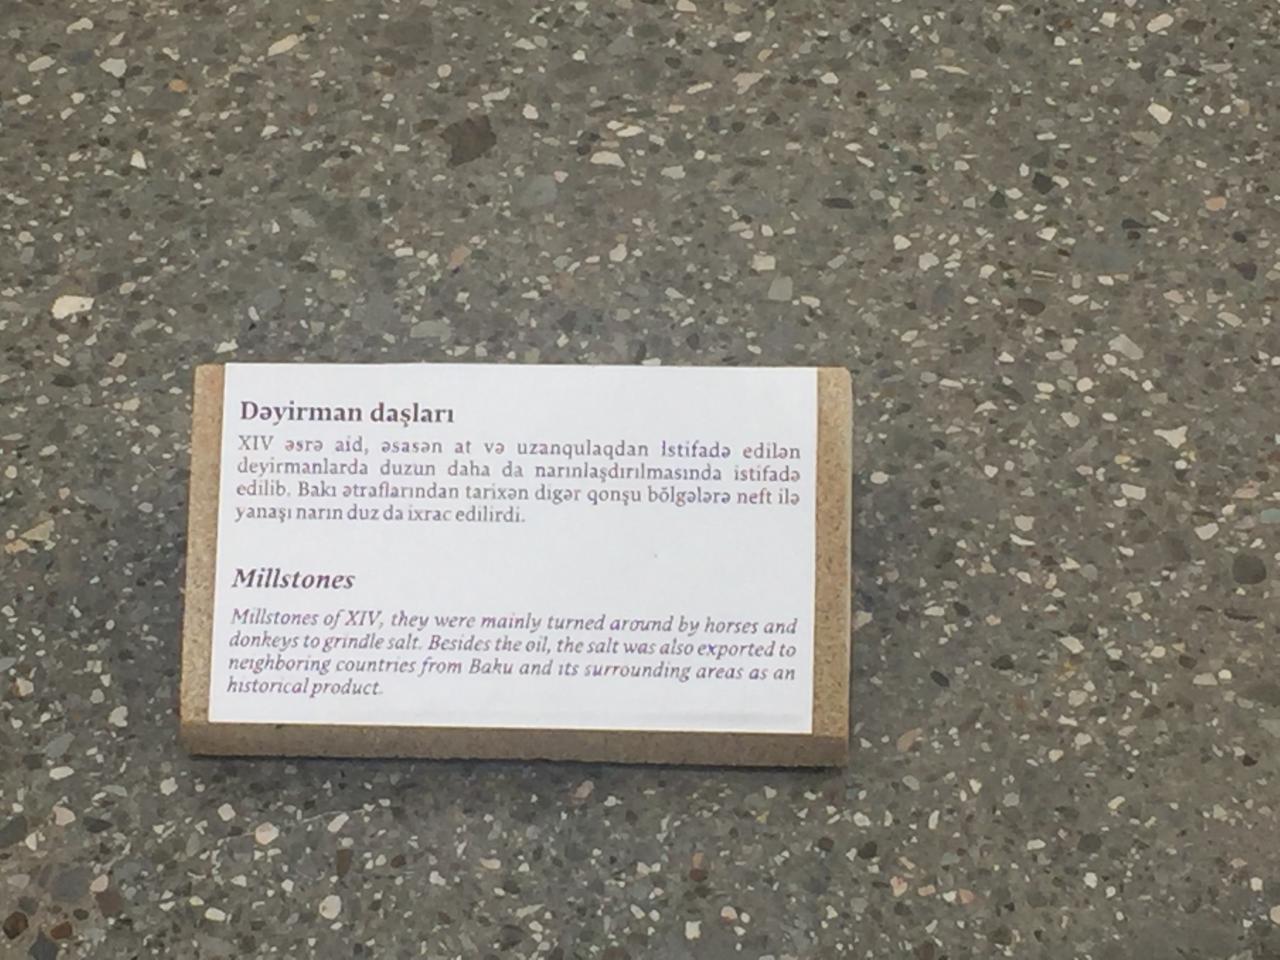 Dəyirman daşları
XIV əsrə aid, əsasən at və uzanqulaqdan İstifadə edilən
deyirmanlarda duzun daha da narınlaşdırılmasında istifadə
edilib. Bakı ətraflarından tarixən digər qonşu bölgələrə neft ilə
yanaşı narın duz da ixrac edilirdi.
Millstones
Millstones of XIV, they were mainly turned around by horses and
donkeys to grindle salt. Besides the oil, the salt was also exported to
neighboring countries from Baku and its surrounding areas as an
historical product.